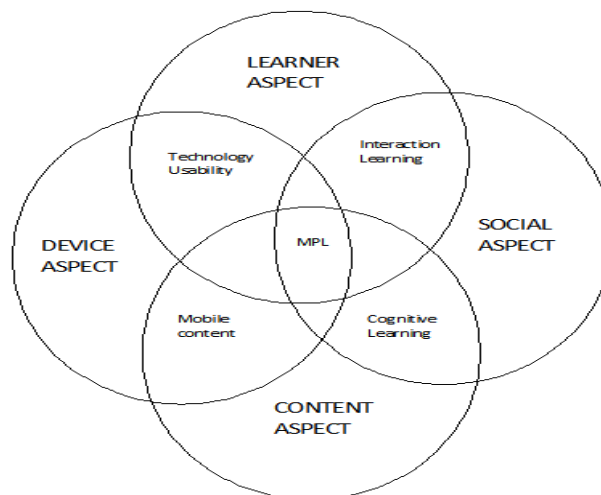 LEARNER
ASPECT
Technology
Usability
Interaction
Learning
DEVICE
ASPECT
MPL
SOCIAL
ASPECT
Mobile
content
Cognitive
Learning
CONTENT
ASPECT